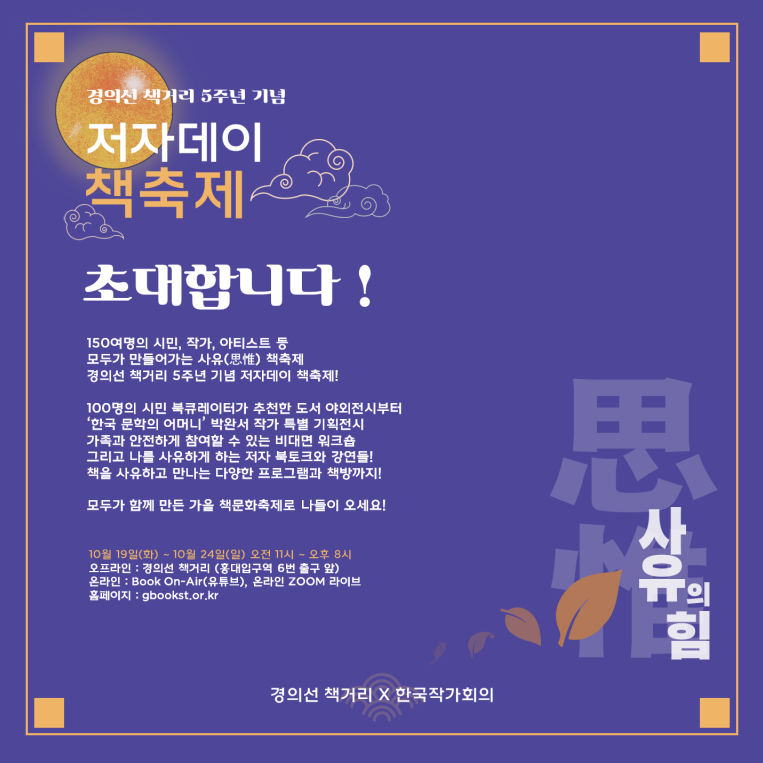 경의선 책거리 5주년 기념
저자데이
책축제
초대합니다 !
150여명의 시민, 작가, 아티스트 등
모두가 만들어가는 사유(思惟) 책축제
경의선 책거리 5주년 기념 저자데이 책축제!
100명의 시민 북큐레이터가 추천한 도서 야외전시부터
‘한국 문학의 어머니’ 박완서 작가 특별 기획전시
가족과 안전하게 참여할 수 있는 비대면 워크숍
그리고 나를 사유하게 하는 저자 북토크와 강연들!
책을 사유하고 만나는 다양한 프로그램과 책방까지!
모두가 함께 만든 가을 책문화축제로 나들이 오세요!
10월 19일(화) ~ 10월 24일(일) 오전 11시 ~ 오후 8시
오프라인 : 경의선 책거리 (홍대입구역 6번 출구 앞)
온라인 : Book On-Air(유튜브), 온라인 ZOOM 라이브
홈페이지 : gbookst.or.kr
思惟
사유의
힘
경의선 책거리 X 한국작가회의